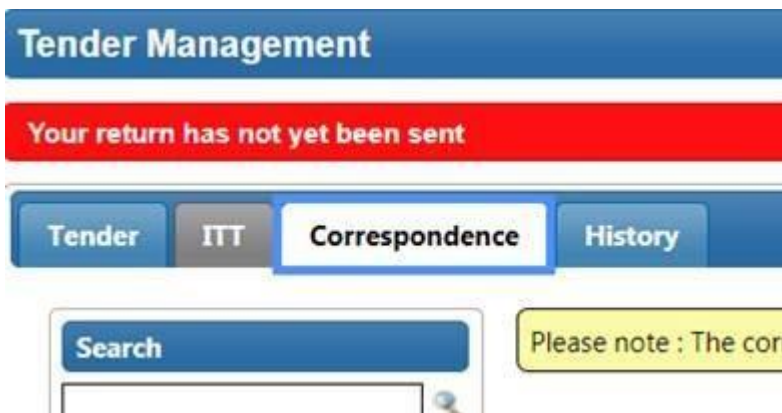 Tender Management
Your return has not yet been sent
Tender ITT Correspondence History
Search
Please note : The cor